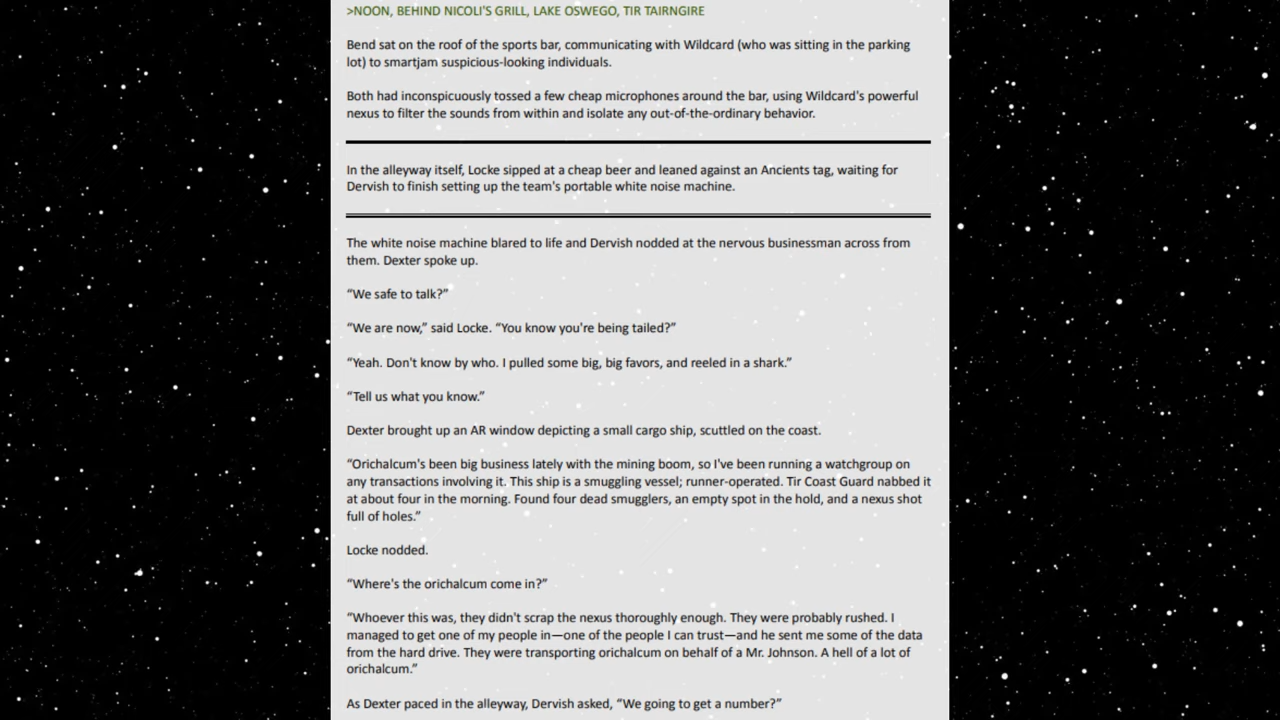 >NOON, BEHIND NICOLI'S GRILL, LAKE OSWEGO, TIR TAIRNGIRE
Bend sat on the roof of the sports bar, communicating with Wildcard (who was sitting in the parking
lot) to smartjam suspicious-looking individuals.
Both had inconspicuously tossed a few cheap microphones around the bar, using Wildcard's powerful
nexus to filter the sounds from within and isolate any out-of-the-ordinary behavior.
In the alleyway itself, Locke sipped at a cheap beer and leaned against an Ancients tag, waiting for
Dervish to finish setting up the team's portable white noise machine.
The white noise machine blared to life and Dervish nodded at the nervous businessman across from
them. Dexter spoke up.
“We safe to talk?”
“We are now,” said Locke. “You know you're being tailed?”
“Yeah. Don't know by who. I pulled some big, big favors, and reeled in a shark.”
“Tell us what you know.”
Dexter brought up an AR window depicting a small cargo ship, scuttled on the coast.
“Orichalcum's been big business lately with the mining boom, so I've been running a watchgroup on
any transactions involving it. This ship is a smuggling vessel; runner-operated. Tir Coast Guard nabbed it
at about four in the morning. Found four dead smugglers, an empty spot in the hold, and a nexus shot
full of holes.”
Locke nodded.
“Where's the orichalcum come in?”
“Whoever this was, they didn't scrap the nexus thoroughly enough. They were probably rushed. I
managed to get one of my people in—one of the people I can trust—and he sent me some of the data
from the hard drive. They were transporting orichalcum on behalf of a Mr. Johnson. A hell of a lot of
orichalcum.”
As Dexter paced in the alleyway, Dervish asked, “We going to get a number?”